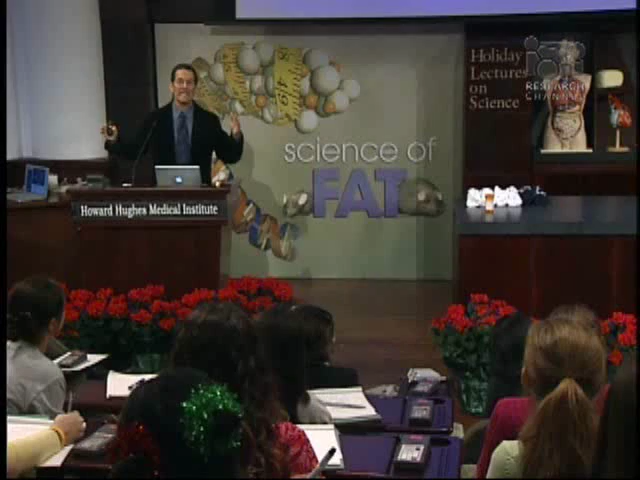 Holiday
Lectures
on
Science
RESEARCH
CHANNEL
science of
FAT
Howard Hughes Medical Institute